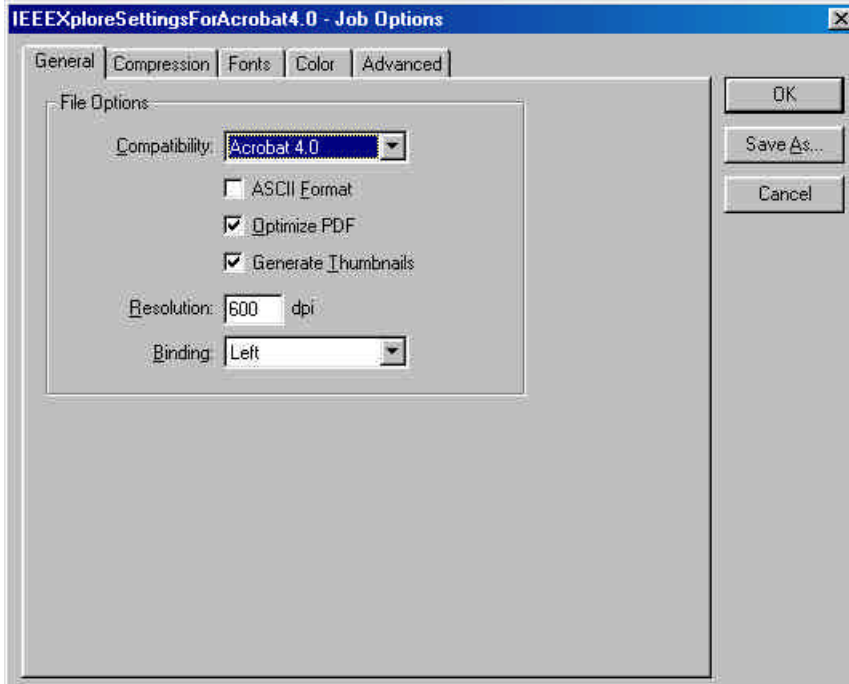 IEEEXploreSettingsForAcrobat4.0 - Job Options
General Compression Fonts Color Advanced
File Options
Compatibility: Acrobat 4.0
ASCII Format
Optimize PDF
Generate Thumbnails
Resolution: 600 dpi
Binding: Left
OK
Save As...
Cancel